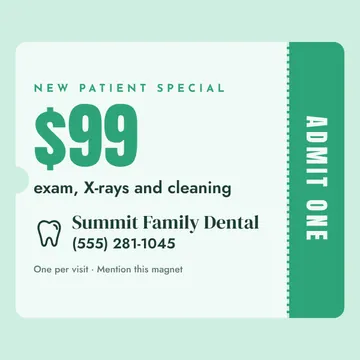 NEW PATIENT SPECIAL
$99
exam, X-rays and cleaning
Summit Family Dental
(555) 281-1045
One per visit · Mention this magnet
ADMIT ONE